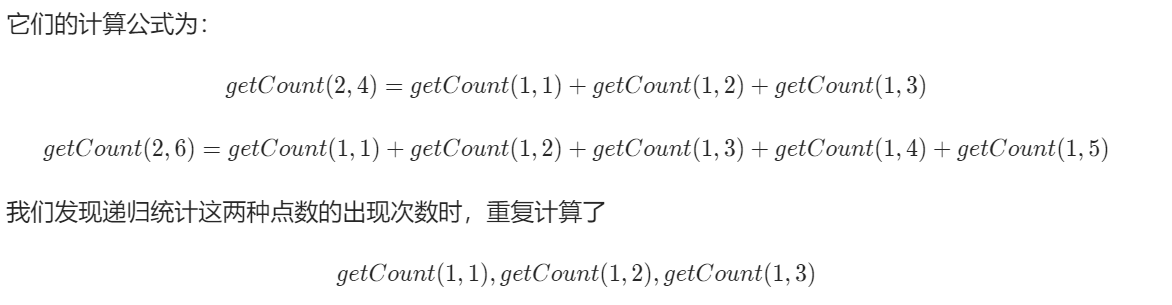 它们的计算公式为：
getCount(2,4) = getCount(1,1) + getCount(1,2) + getCount(1,3)
getCount(2,6) = getCount(1,1) + getCount(1,2) + getCount(1,3) + getCount(1,4) + getCount(1,5)
我们发现递归统计这两种点数的出现次数时，重复计算了
getCount(1,1), getCount(1,2), getCount(1,3)